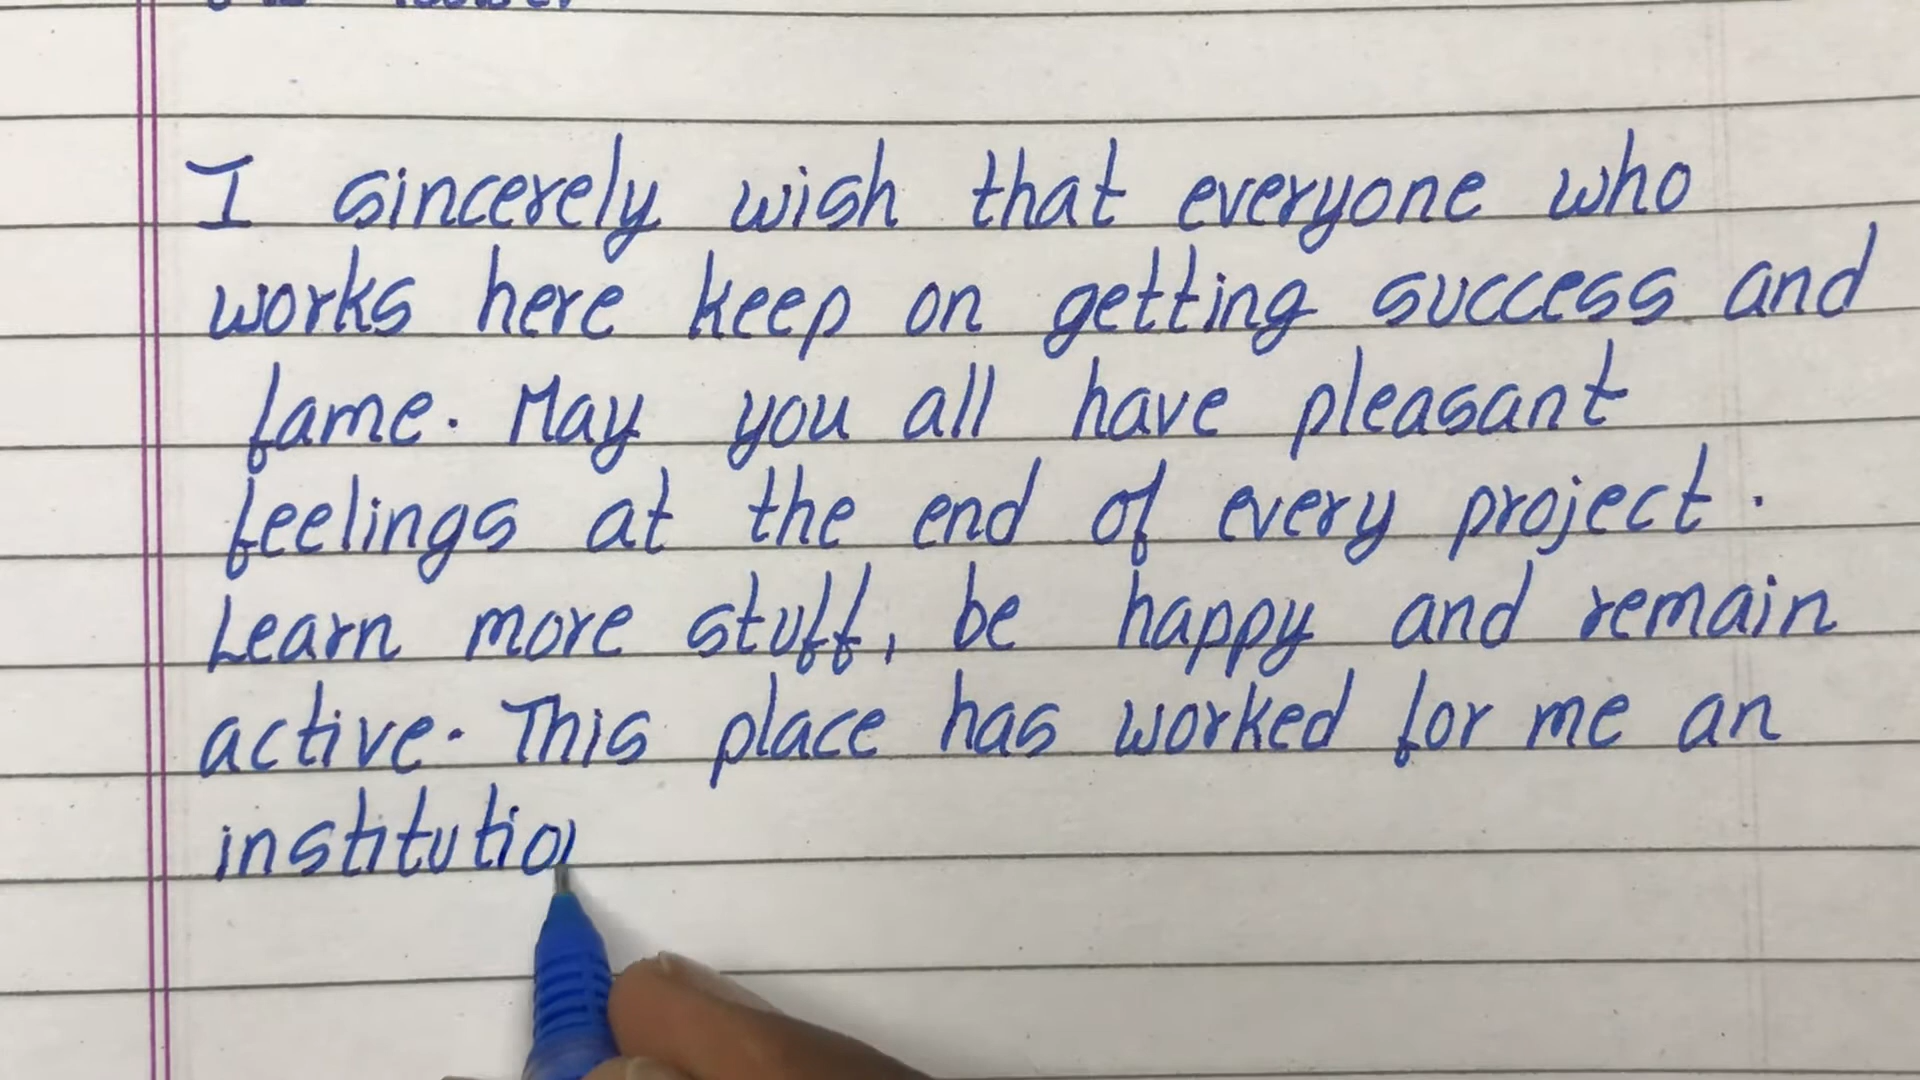 I sincerely wish that everyone who
works here keep on getting success and
fame. May you all have pleasant
feelings at the end of every project.
Learn more stuff, be happy and remain
active. This place has worked for me an
institutio